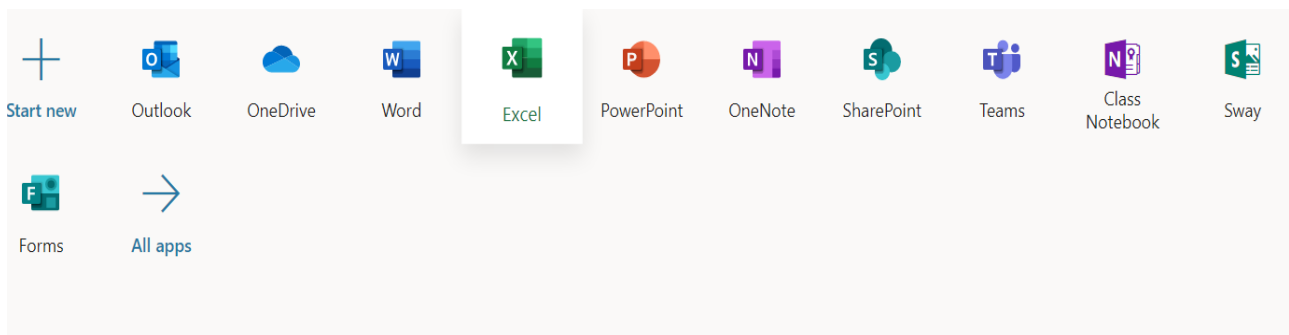 Start new
Outlook
OneDrive
Word
Excel
PowerPoint
OneNote
SharePoint
Teams
Class
Notebook
Sway
Forms
All apps